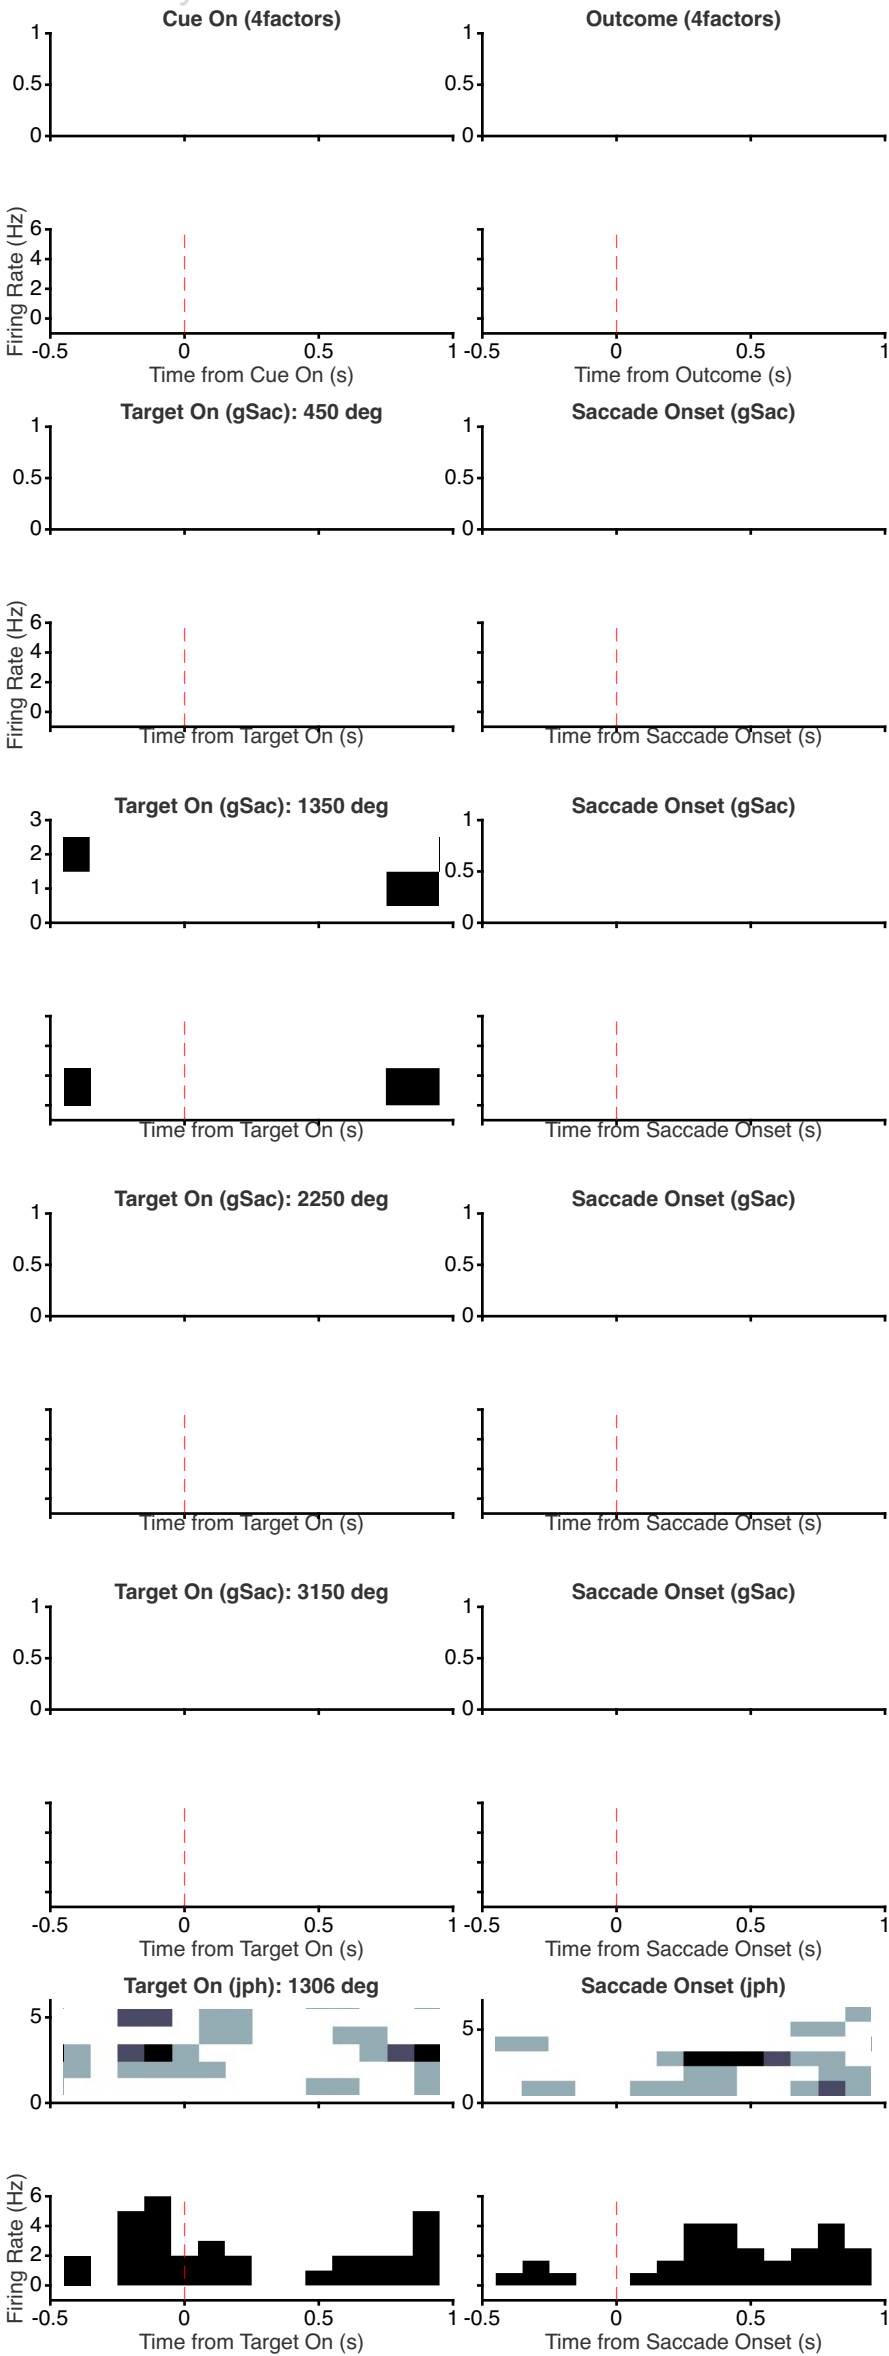 Cue On (4factors) Outcome (4factors)
1 1
0.5 0.5
0 0
Firing Rate (Hz)
6
4
2
0
-0.5 0 0.5 1 -0.5 0 0.5 1
Time from Cue On (s) Time from Outcome (s)
Target On (gSac): 450 deg Saccade Onset (gSac)
1 1
0.5 0.5
0 0
Firing Rate (Hz)
6
4
2
0
Time from Target On (s) Time from Saccade Onset (s)
Target On (gSac): 1350 deg Saccade Onset (gSac)
3 1
2
0.5
1
0 0
Time from Target On (s) Time from Saccade Onset (s)
Target On (gSac): 2250 deg Saccade Onset (gSac)
1 1
0.5 0.5
0 0
Time from Target On (s) Time from Saccade Onset (s)
Target On (gSac): 3150 deg Saccade Onset (gSac)
1 1
0.5 0.5
0 0
-0.5 0 0.5 1 -0.5 0 0.5 1
Time from Target On (s) Time from Saccade Onset (s)
Target On (jph): 1306 deg Saccade Onset (jph)
5 5
0 0
Firing Rate (Hz)
6
4
2
0
-0.5 0 0.5 1 -0.5 0 0.5 1
Time from Target On (s) Time from Saccade Onset (s)